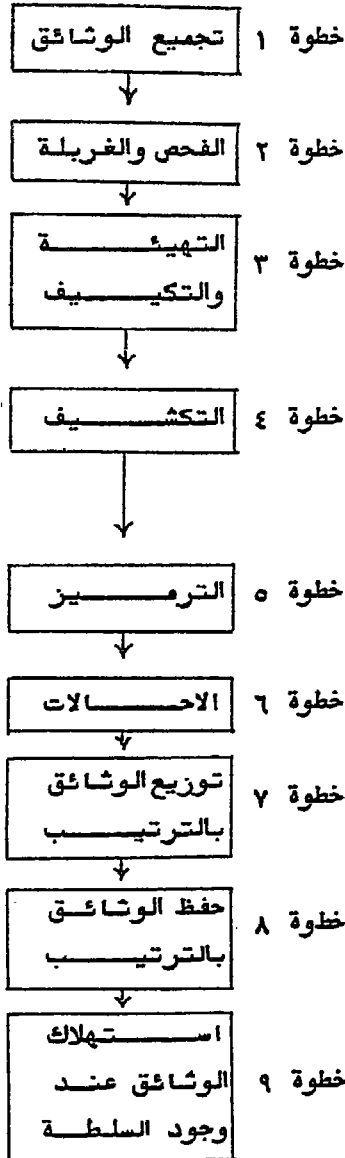 خطوة ١ تجميع الوثائق
خطوة ٢ الفحص والغربلة
خطوة ٣ التهيئة
والتكييف
خطوة ٤ التكشيف
خطوة ٥ الترميز
خطوة ٦ الاحالات
خطوة ٧ توزيع الوثائق
بالترتيب
خطوة ٨ حفظ الوثائق
بالترتيب
استهلاك
خطوة ٩ الوثائق عند
وجود السلطة